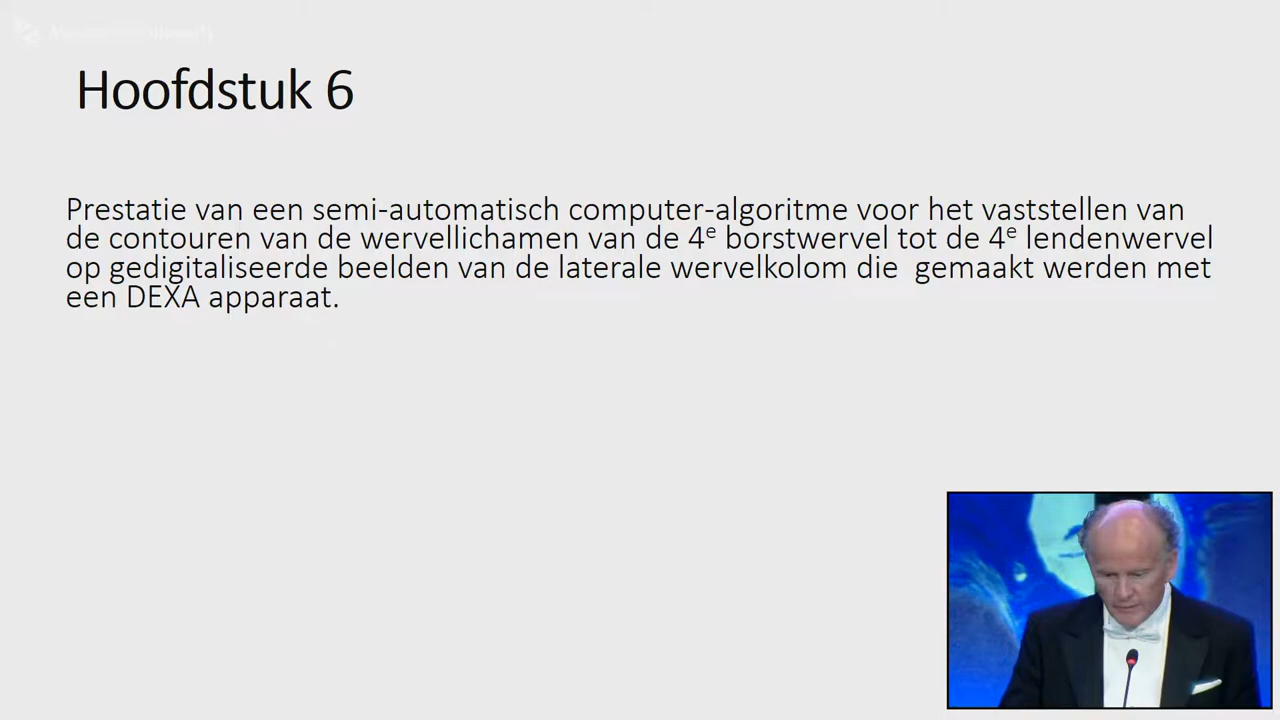 Hoofdstuk 6
Prestatie van een semi-automatisch computer-algoritme voor het vaststellen van
de contouren van de wervellichamen van de 4e borstwervel tot de 4e lendenwervel
op gedigitaliseerde beelden van de laterale wervelkolom die  gemaakt werden met
een DEXA apparaat.